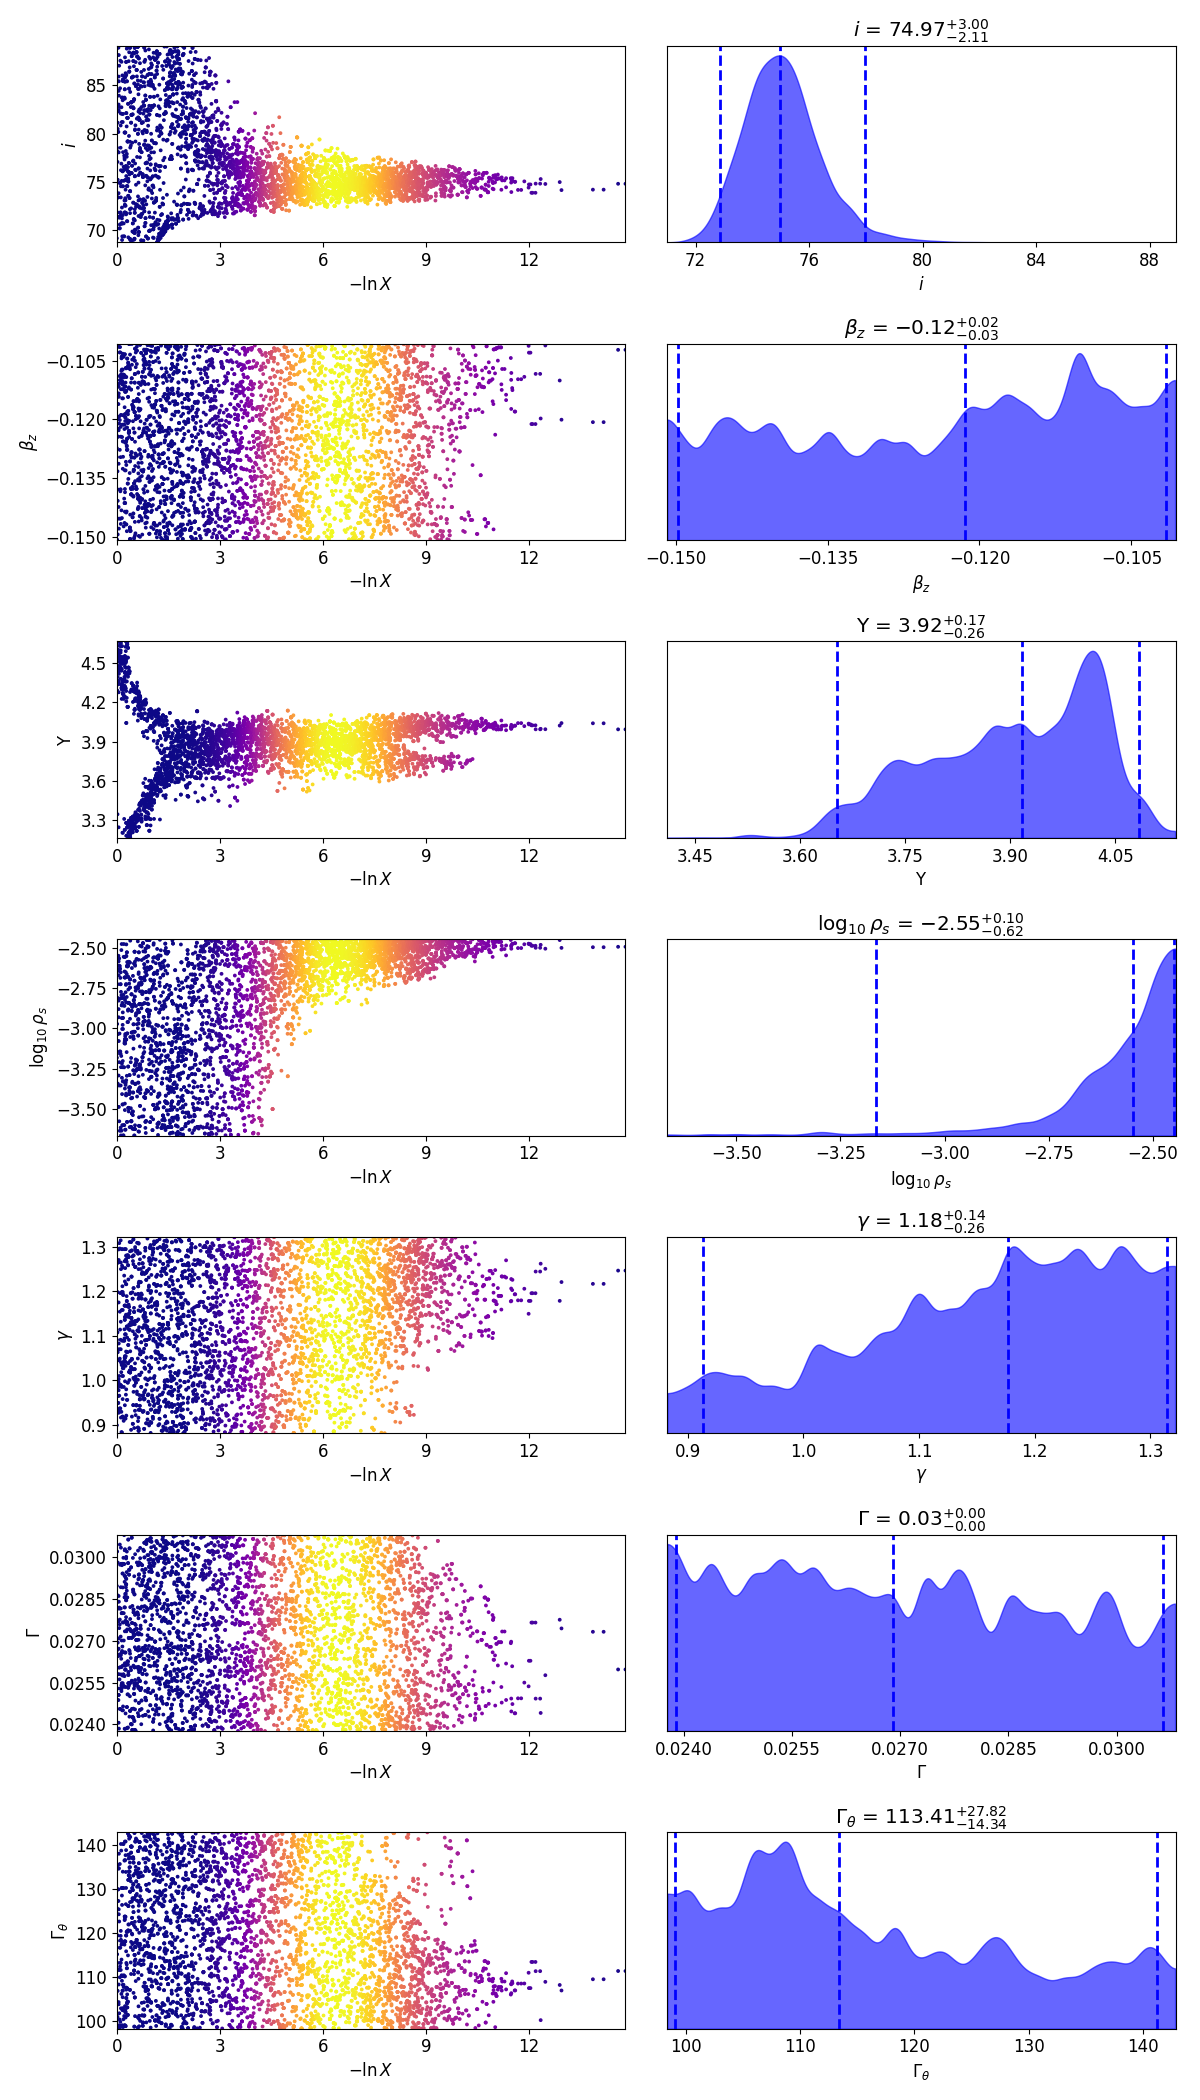 i = 74.97^{+3.00}_{-2.11}
i
85
80
75
70
0 3 6 9 12
−ln X
72 76 80 84 88
i
β_z = −0.12^{+0.02}_{-0.03}
β_z
−0.105
−0.120
−0.135
−0.150
0 3 6 9 12
−ln X
−0.150 −0.135 −0.120 −0.105
β_z
Υ = 3.92^{+0.17}_{-0.26}
Υ
4.5
4.2
3.9
3.6
3.3
0 3 6 9 12
−ln X
3.45 3.60 3.75 3.90 4.05
Υ
log₁₀ ρ_s = −2.55^{+0.10}_{-0.62}
log₁₀ ρ_s
−2.50
−2.75
−3.00
−3.25
−3.50
0 3 6 9 12
−ln X
−3.50 −3.25 −3.00 −2.75 −2.50
log₁₀ ρ_s
γ = 1.18^{+0.14}_{-0.26}
γ
1.3
1.2
1.1
1.0
0.9
0 3 6 9 12
−ln X
0.9 1.0 1.1 1.2 1.3
γ
Γ = 0.03^{+0.00}_{-0.00}
Γ
0.0300
0.0285
0.0270
0.0255
0.0240
0 3 6 9 12
−ln X
0.0240 0.0255 0.0270 0.0285 0.0300
Γ
Γ_θ = 113.41^{+27.82}_{-14.34}
Γ_θ
140
130
120
110
100
0 3 6 9 12
−ln X
100 110 120 130 140
Γ_θ